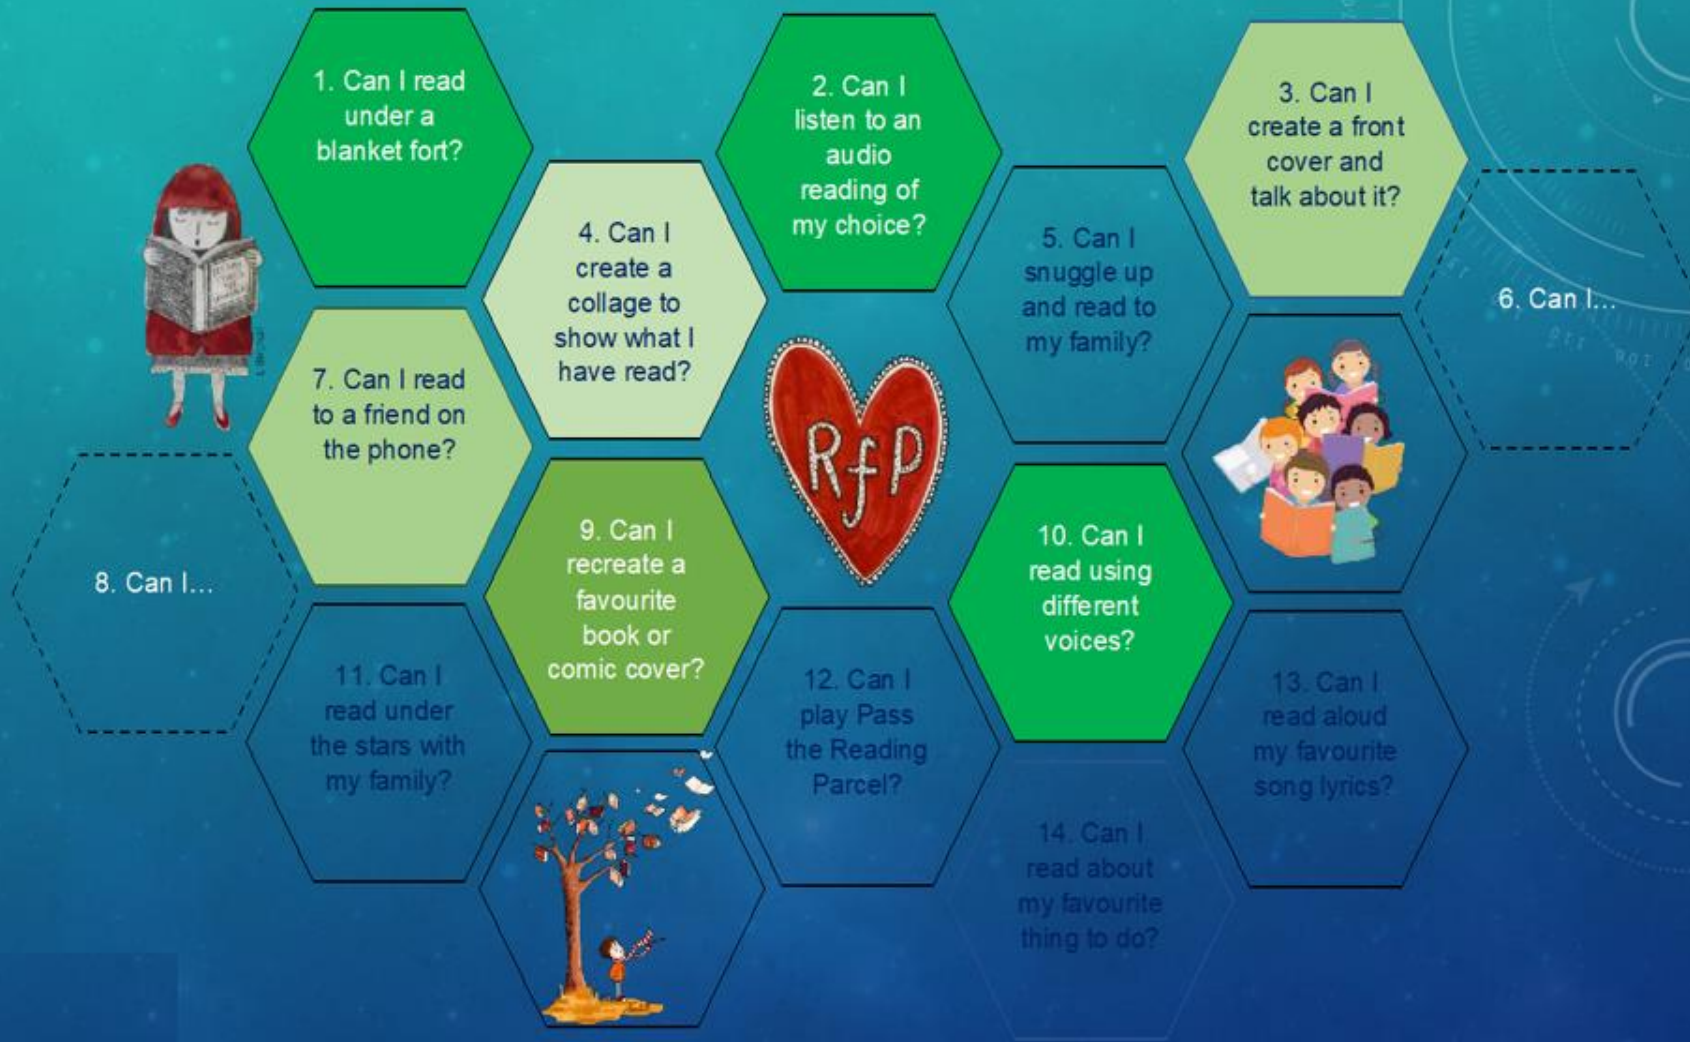 1. Can I read
under a
blanket fort?
2. Can I
listen to an
audio
reading of
my choice?
3. Can I
create a front
cover and
talk about it?
4. Can I
create a
collage to
show what I
have read?
5. Can I
snuggle up
and read to
my family?
6. Can I...
7. Can I read
to a friend on
the phone?
RfP
8. Can I...
9. Can I
recreate a
favourite
book or
comic cover?
10. Can I
read using
different
voices?
11. Can I
read under
the stars with
my family?
12. Can I
play Pass
the Reading
Parcel?
13. Can I
read aloud
my favourite
song lyrics?
14. Can I
read about
my favourite
thing to do?